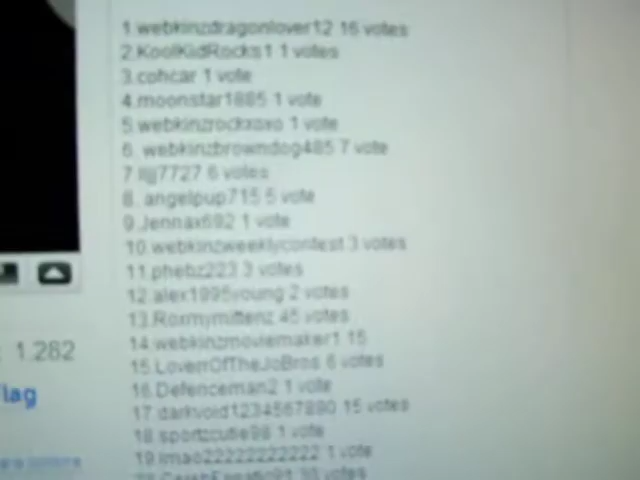 1.webkinzdragonlover12 16 votes
2.KoolKidRocks1 1 votes
3.cohcar 1 vote
4.moonstar1885 1 vote
5.webkinzrockxoxo 1 vote
6. webkinzbrowndog485 7 vote
7.lijj7727 6 votes
8. angelpup715 5 vote
9.Jennax692 1 vote
10.webkinzweeklycontest 3 votes
11.phebz223 3 votes
12.alex1995young 2 votes
13.Roxmymittenz 45 votes
14.webkinzmoviemaker1 15
1.282
15.LoverrOfTheJoBros 6 votes
16.Defenceman2 1 vote
lag
17 darkvoid1234567890 15 votes
18.sportzcutie98 1 vote
19.lmao22222222222 1 vote
votes